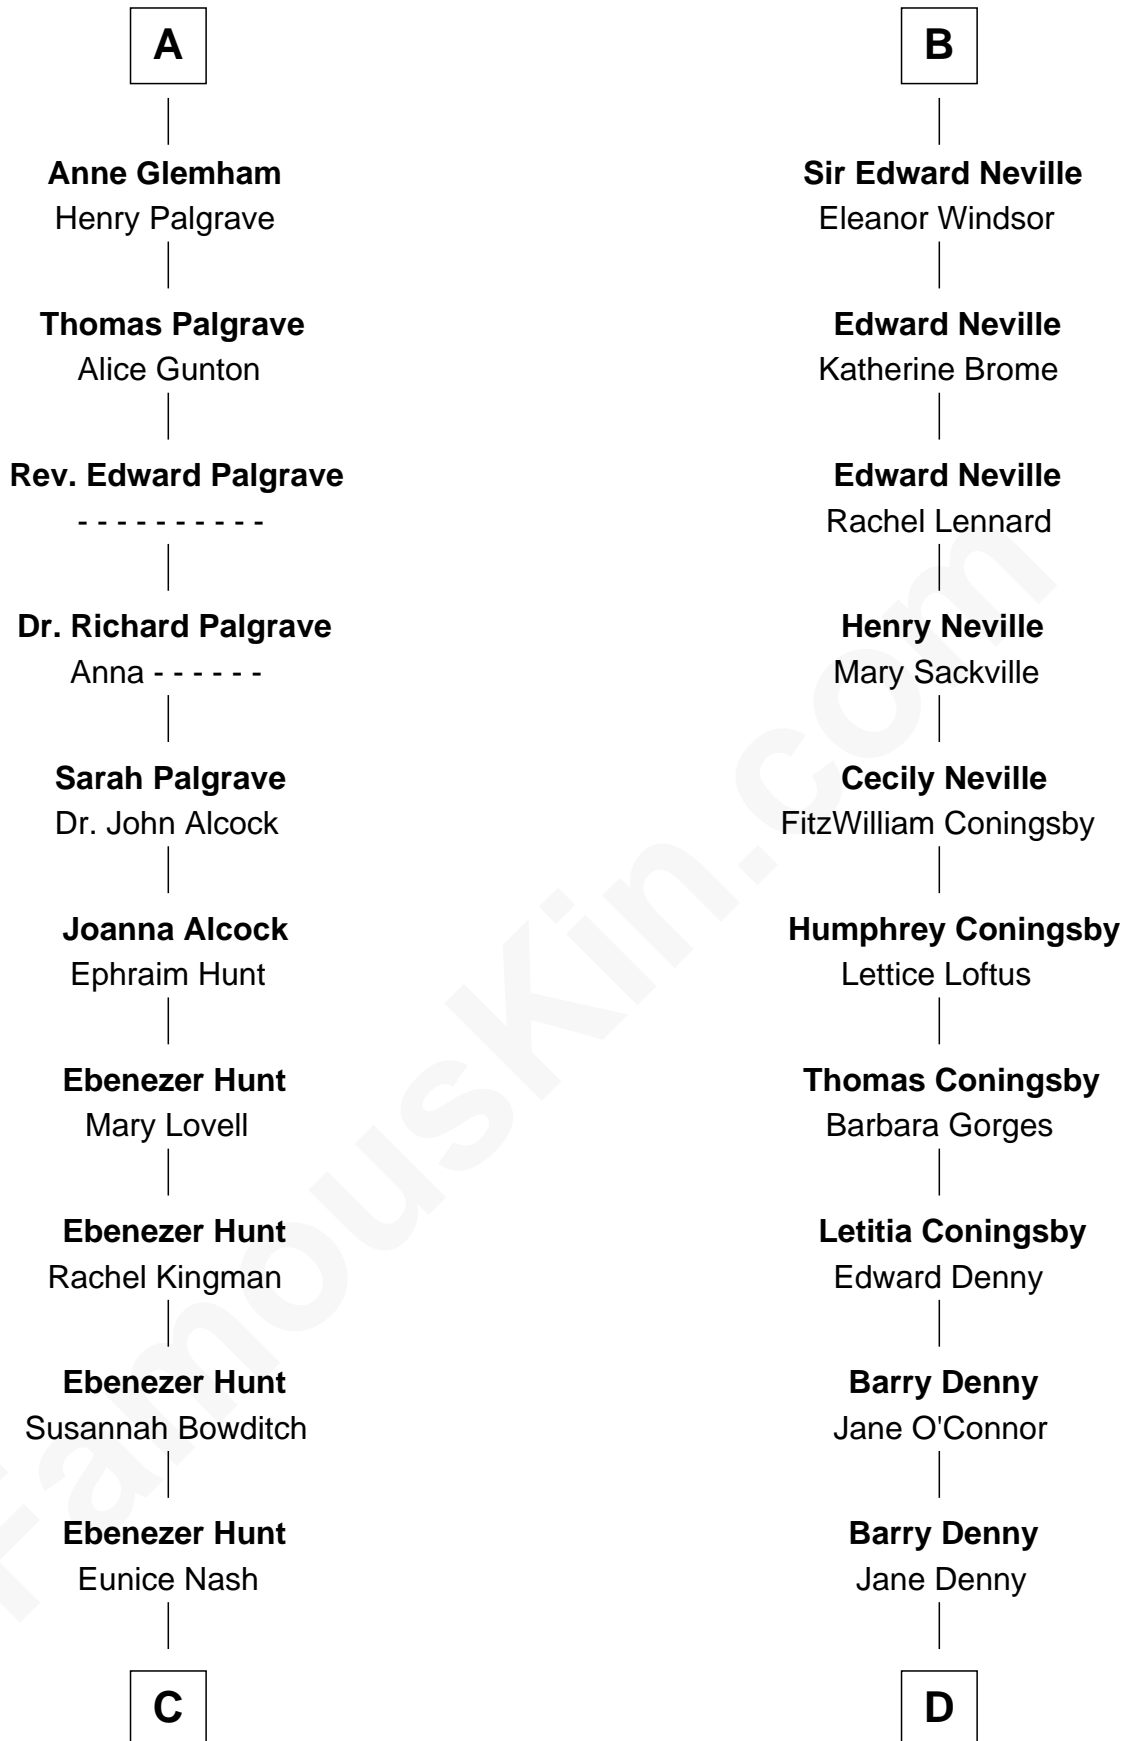 A
Anne Glemham
Henry Palgrave
Thomas Palgrave
Alice Gunton
Rev. Edward Palgrave
- - - - - - - - - -
Dr. Richard Palgrave
Anna - - - - - -
Sarah Palgrave
Dr. John Alcock
Joanna Alcock
Ephraim Hunt
Ebenezer Hunt
Mary Lovell
Ebenezer Hunt
Rachel Kingman
Ebenezer Hunt
Susannah Bowditch
Ebenezer Hunt
Eunice Nash
C
B
Sir Edward Neville
Eleanor Windsor
Edward Neville
Katherine Brome
Edward Neville
Rachel Lennard
Henry Neville
Mary Sackville
Cecily Neville
FitzWilliam Coningsby
Humphrey Coningsby
Lettice Loftus
Thomas Coningsby
Barbara Gorges
Letitia Coningsby
Edward Denny
Barry Denny
Jane O'Connor
Barry Denny
Jane Denny
D
FamousKin.com